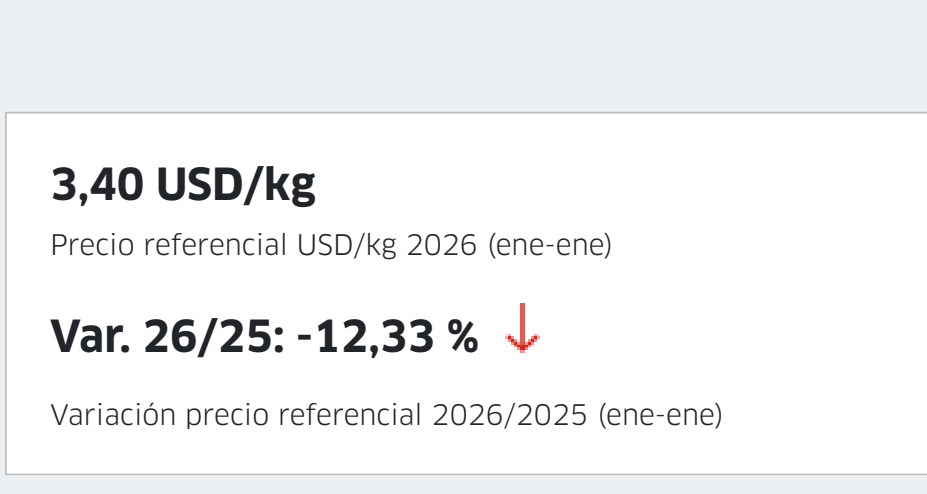 3,40 USD/kg
Precio referencial USD/kg 2026 (ene-ene)
Var. 26/25: -12,33 %
Variación precio referencial 2026/2025 (ene-ene)